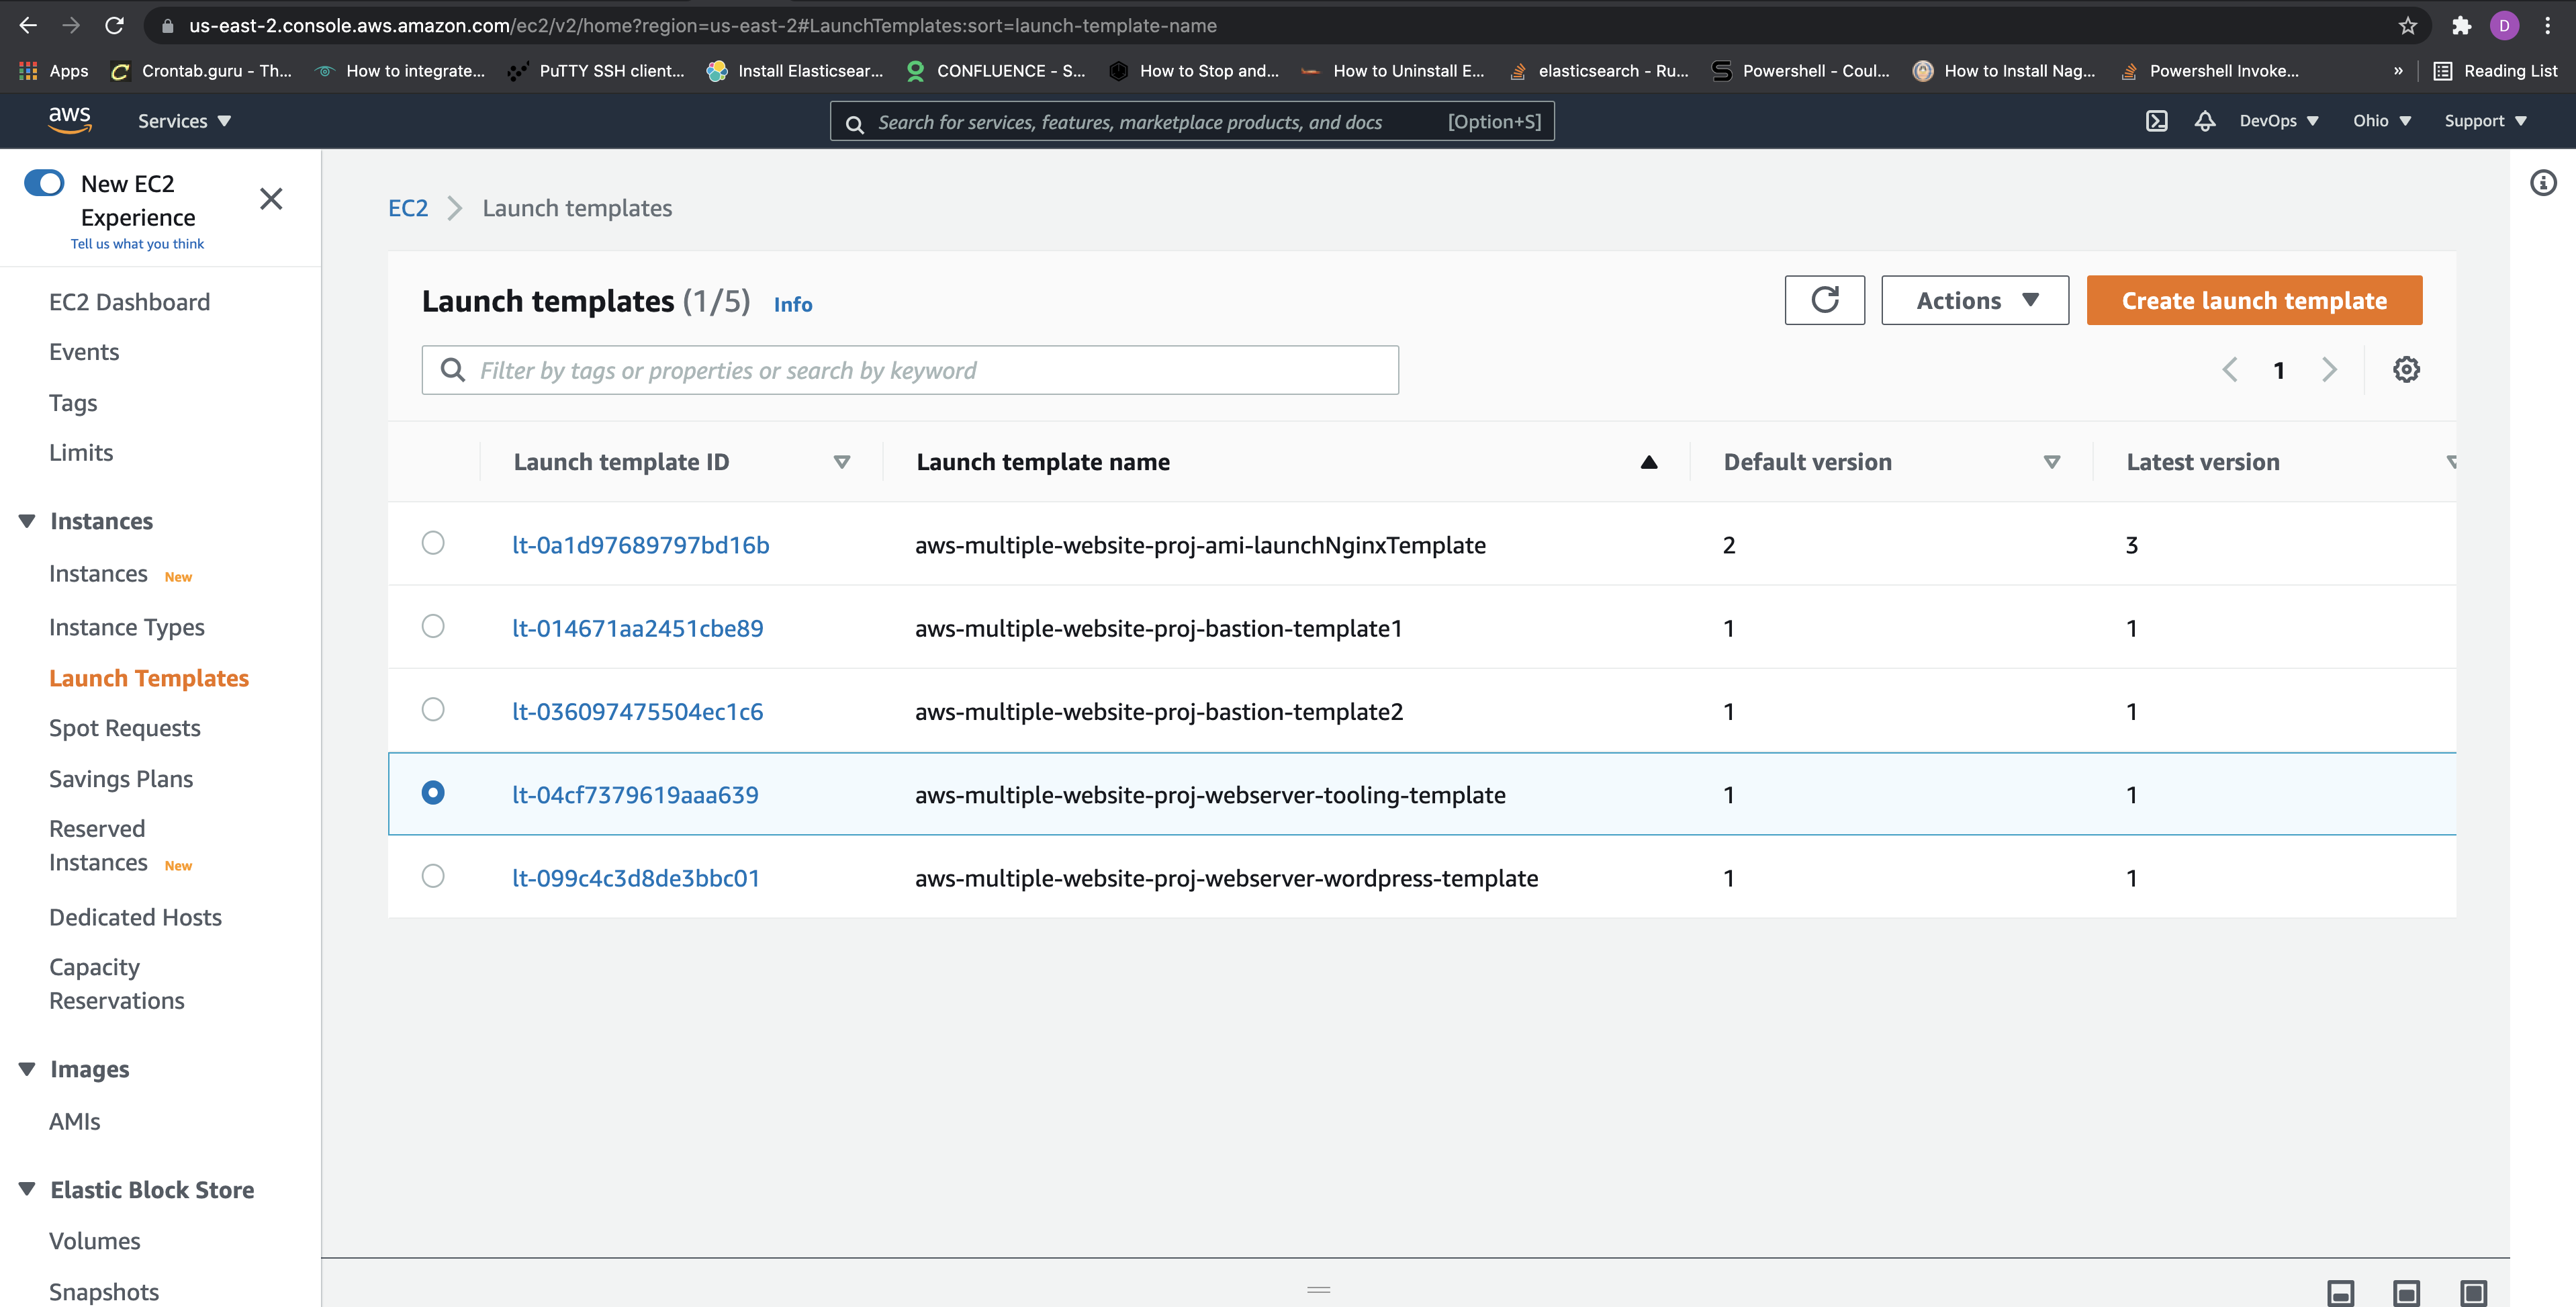 us-east-2.console.aws.amazon.com/ec2/v2/home?region=us-east-2#LaunchTemplates:sort=launch-template-name
D
Apps
Crontab.guru - Th...
How to integrate...
PuTTY SSH client...
Install Elasticsear...
CONFLUENCE - S...
How to Stop and...
How to Uninstall E...
elasticsearch - Ru...
Powershell - Coul...
How to Install Nag...
Powershell Invoke...
»
Reading List
aws
Services
Search for services, features, marketplace products, and docs
[Option+S]
DevOps
Ohio
Support
New EC2
Experience
Tell us what you think
EC2 Dashboard
Events
Tags
Limits
Instances
Instances New
Instance Types
Launch Templates
Spot Requests
Savings Plans
Reserved
Instances New
Dedicated Hosts
Capacity
Reservations
Images
AMIs
Elastic Block Store
Volumes
Snapshots
EC2 > Launch templates
Launch templates (1/5) Info
Actions
Create launch template
Filter by tags or properties or search by keyword
1
Launch template ID Launch template name Default version Latest version
lt-0a1d97689797bd16b aws-multiple-website-proj-ami-launchNginxTemplate 2 3
lt-014671aa2451cbe89 aws-multiple-website-proj-bastion-template1 1 1
lt-036097475504ec1c6 aws-multiple-website-proj-bastion-template2 1 1
lt-04cf7379619aaa639 aws-multiple-website-proj-webserver-tooling-template 1 1
lt-099c4c3d8de3bbc01 aws-multiple-website-proj-webserver-wordpress-template 1 1